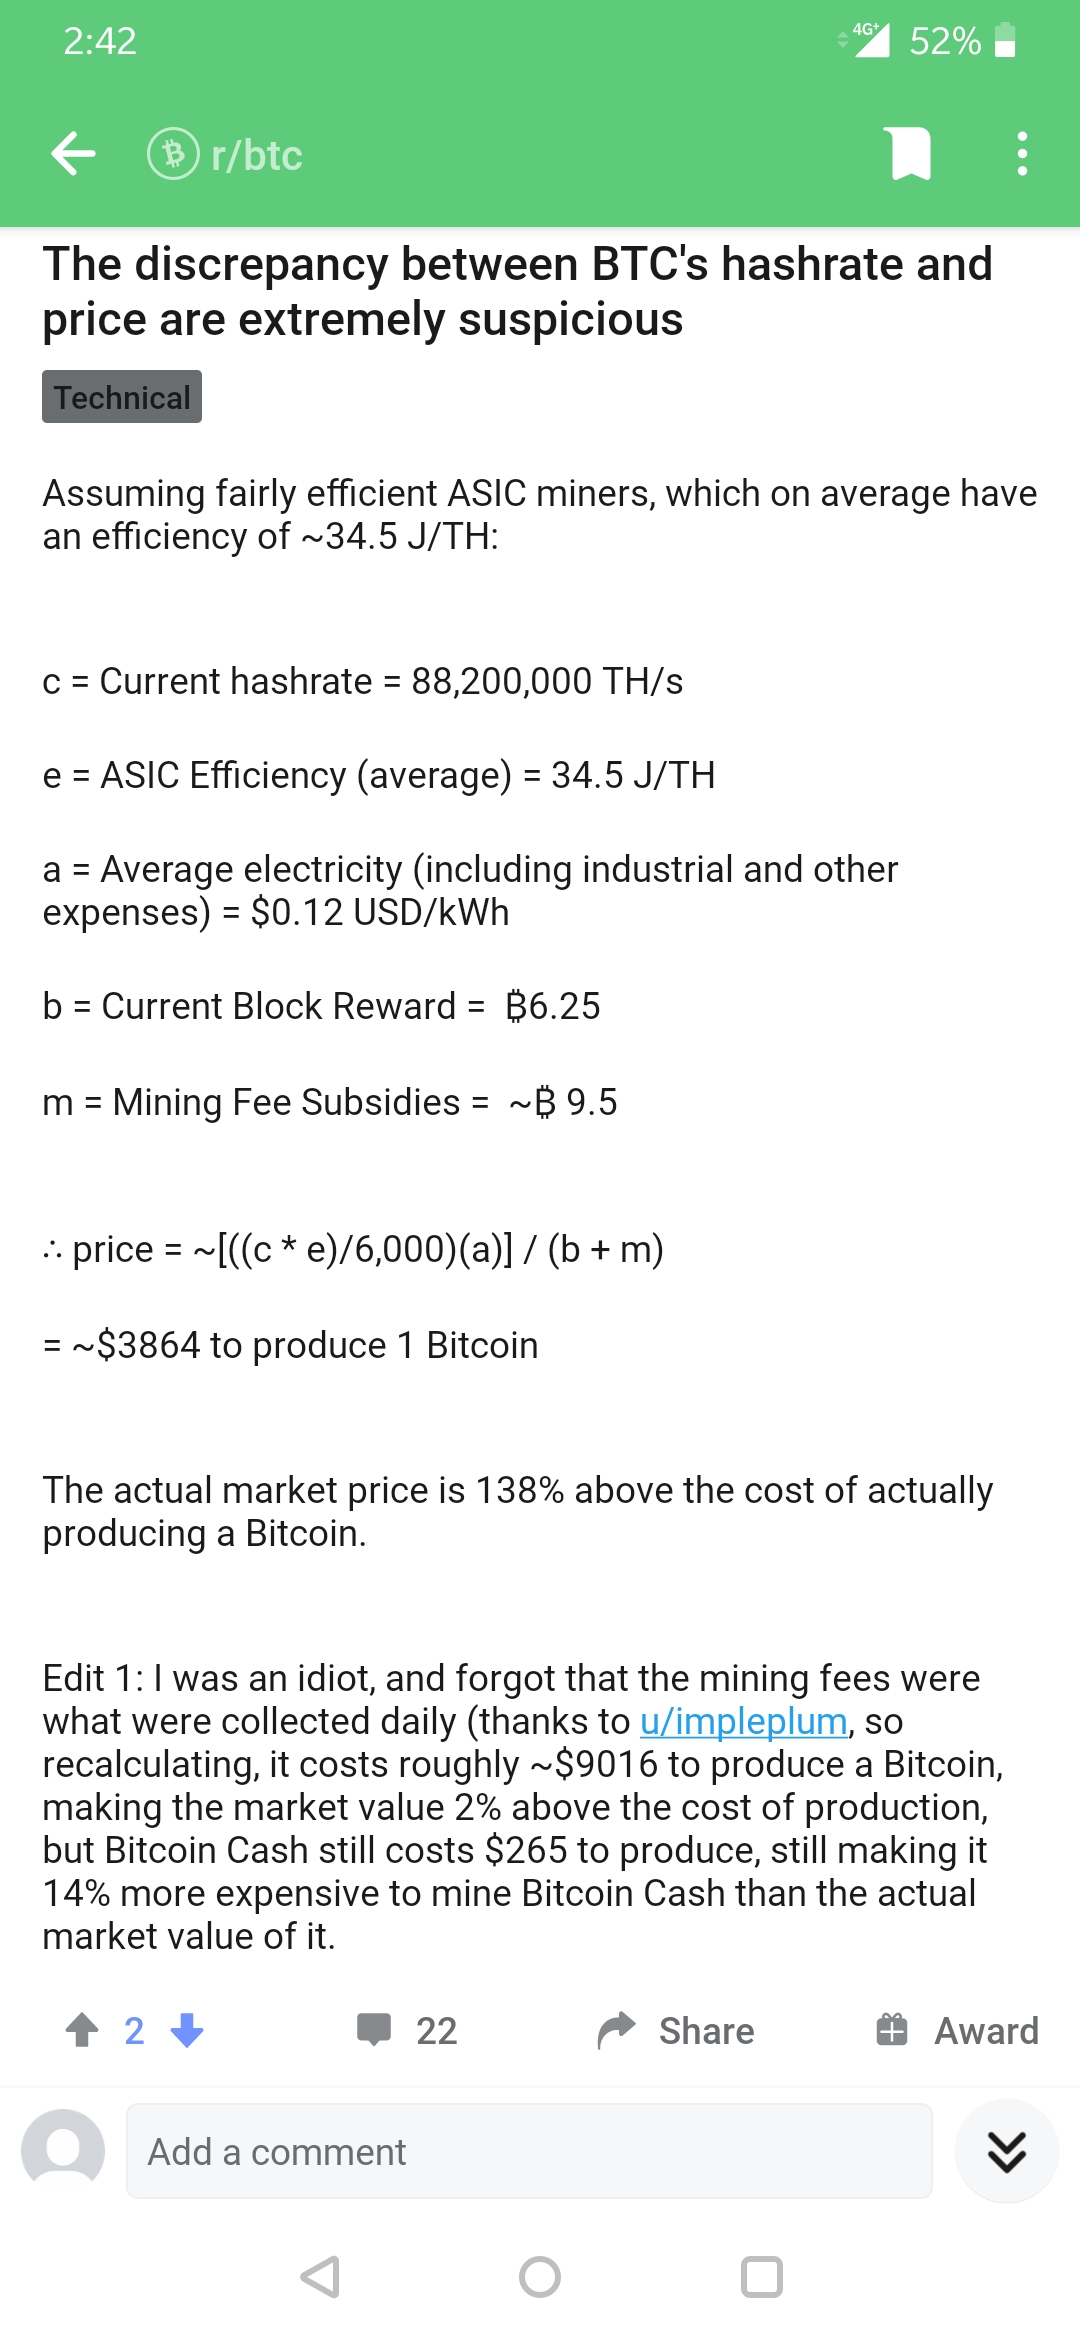 2:42
4G+ 52%
r/btc
The discrepancy between BTC's hashrate and
price are extremely suspicious
Technical
Assuming fairly efficient ASIC miners, which on average have
an efficiency of ~34.5 J/TH:
c = Current hashrate = 88,200,000 TH/s
e = ASIC Efficiency (average) = 34.5 J/TH
a = Average electricity (including industrial and other
expenses) = $0.12 USD/kWh
b = Current Block Reward = ₿6.25
m = Mining Fee Subsidies = ~₿ 9.5
∴ price = ~[((c * e)/6,000)(a)] / (b + m)
= ~$3864 to produce 1 Bitcoin
The actual market price is 138% above the cost of actually
producing a Bitcoin.
Edit 1: I was an idiot, and forgot that the mining fees were
what were collected daily (thanks to u/impleplum, so
recalculating, it costs roughly ~$9016 to produce a Bitcoin,
making the market value 2% above the cost of production,
but Bitcoin Cash still costs $265 to produce, still making it
14% more expensive to mine Bitcoin Cash than the actual
market value of it.
2 22 Share Award
Add a comment